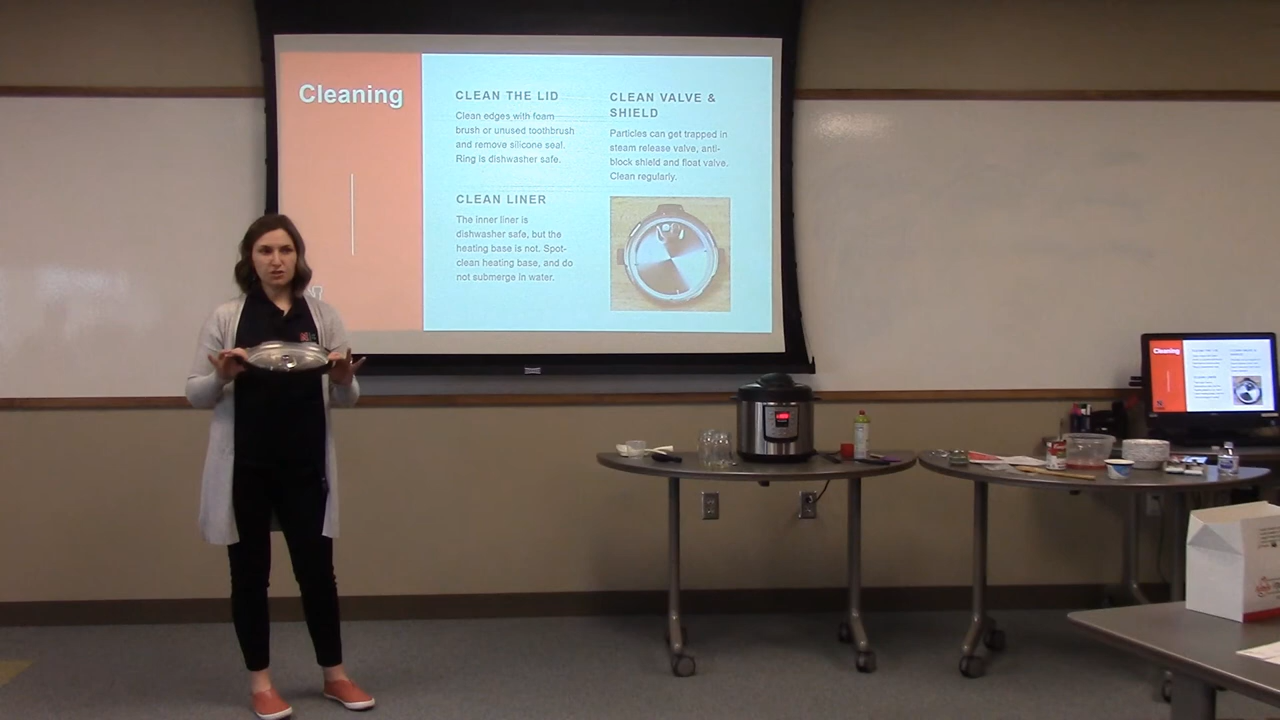 Cleaning
CLEAN THE LID
Clean edges with foam
brush or unused toothbrush
and remove silicone seal.
Ring is dishwasher safe.
CLEAN LINER
The inner liner is
dishwasher safe, but the
heating base is not. Spot-
clean heating base, and do
not submerge in water.
CLEAN VALVE &
SHIELD
Particles can get trapped in
steam release valve, anti-
block shield and float valve.
Clean regularly.
Cleaning